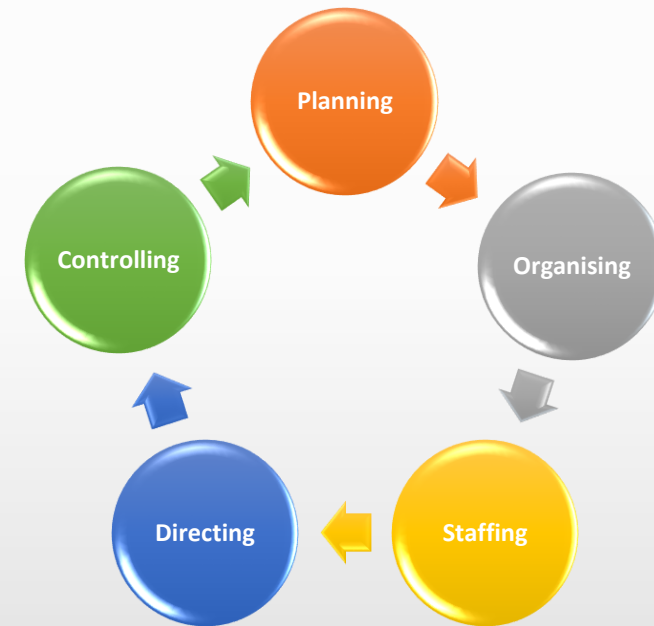 Planning
Organising
Staffing
Directing
Controlling